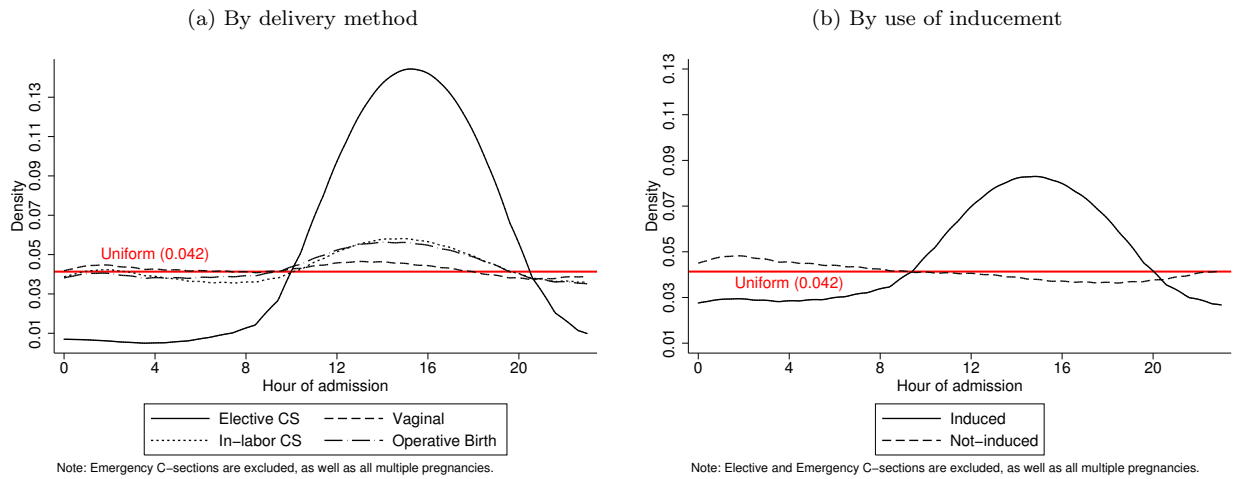 (a) By delivery method
Density
0.01 0.03 0.05 0.07 0.09 0.11 0.13
Uniform (0.042)
0 4 8 12 16 20
Hour of admission
Elective CS Vaginal
In−labor CS Operative Birth
Note: Emergency C−sections are excluded, as well as all multiple pregnancies.
(b) By use of inducement
Density
0.01 0.03 0.05 0.07 0.09 0.11 0.13
Uniform (0.042)
0 4 8 12 16 20
Hour of admission
Induced
Not−induced
Note: Elective and Emergency C−sections are excluded, as well as all multiple pregnancies.